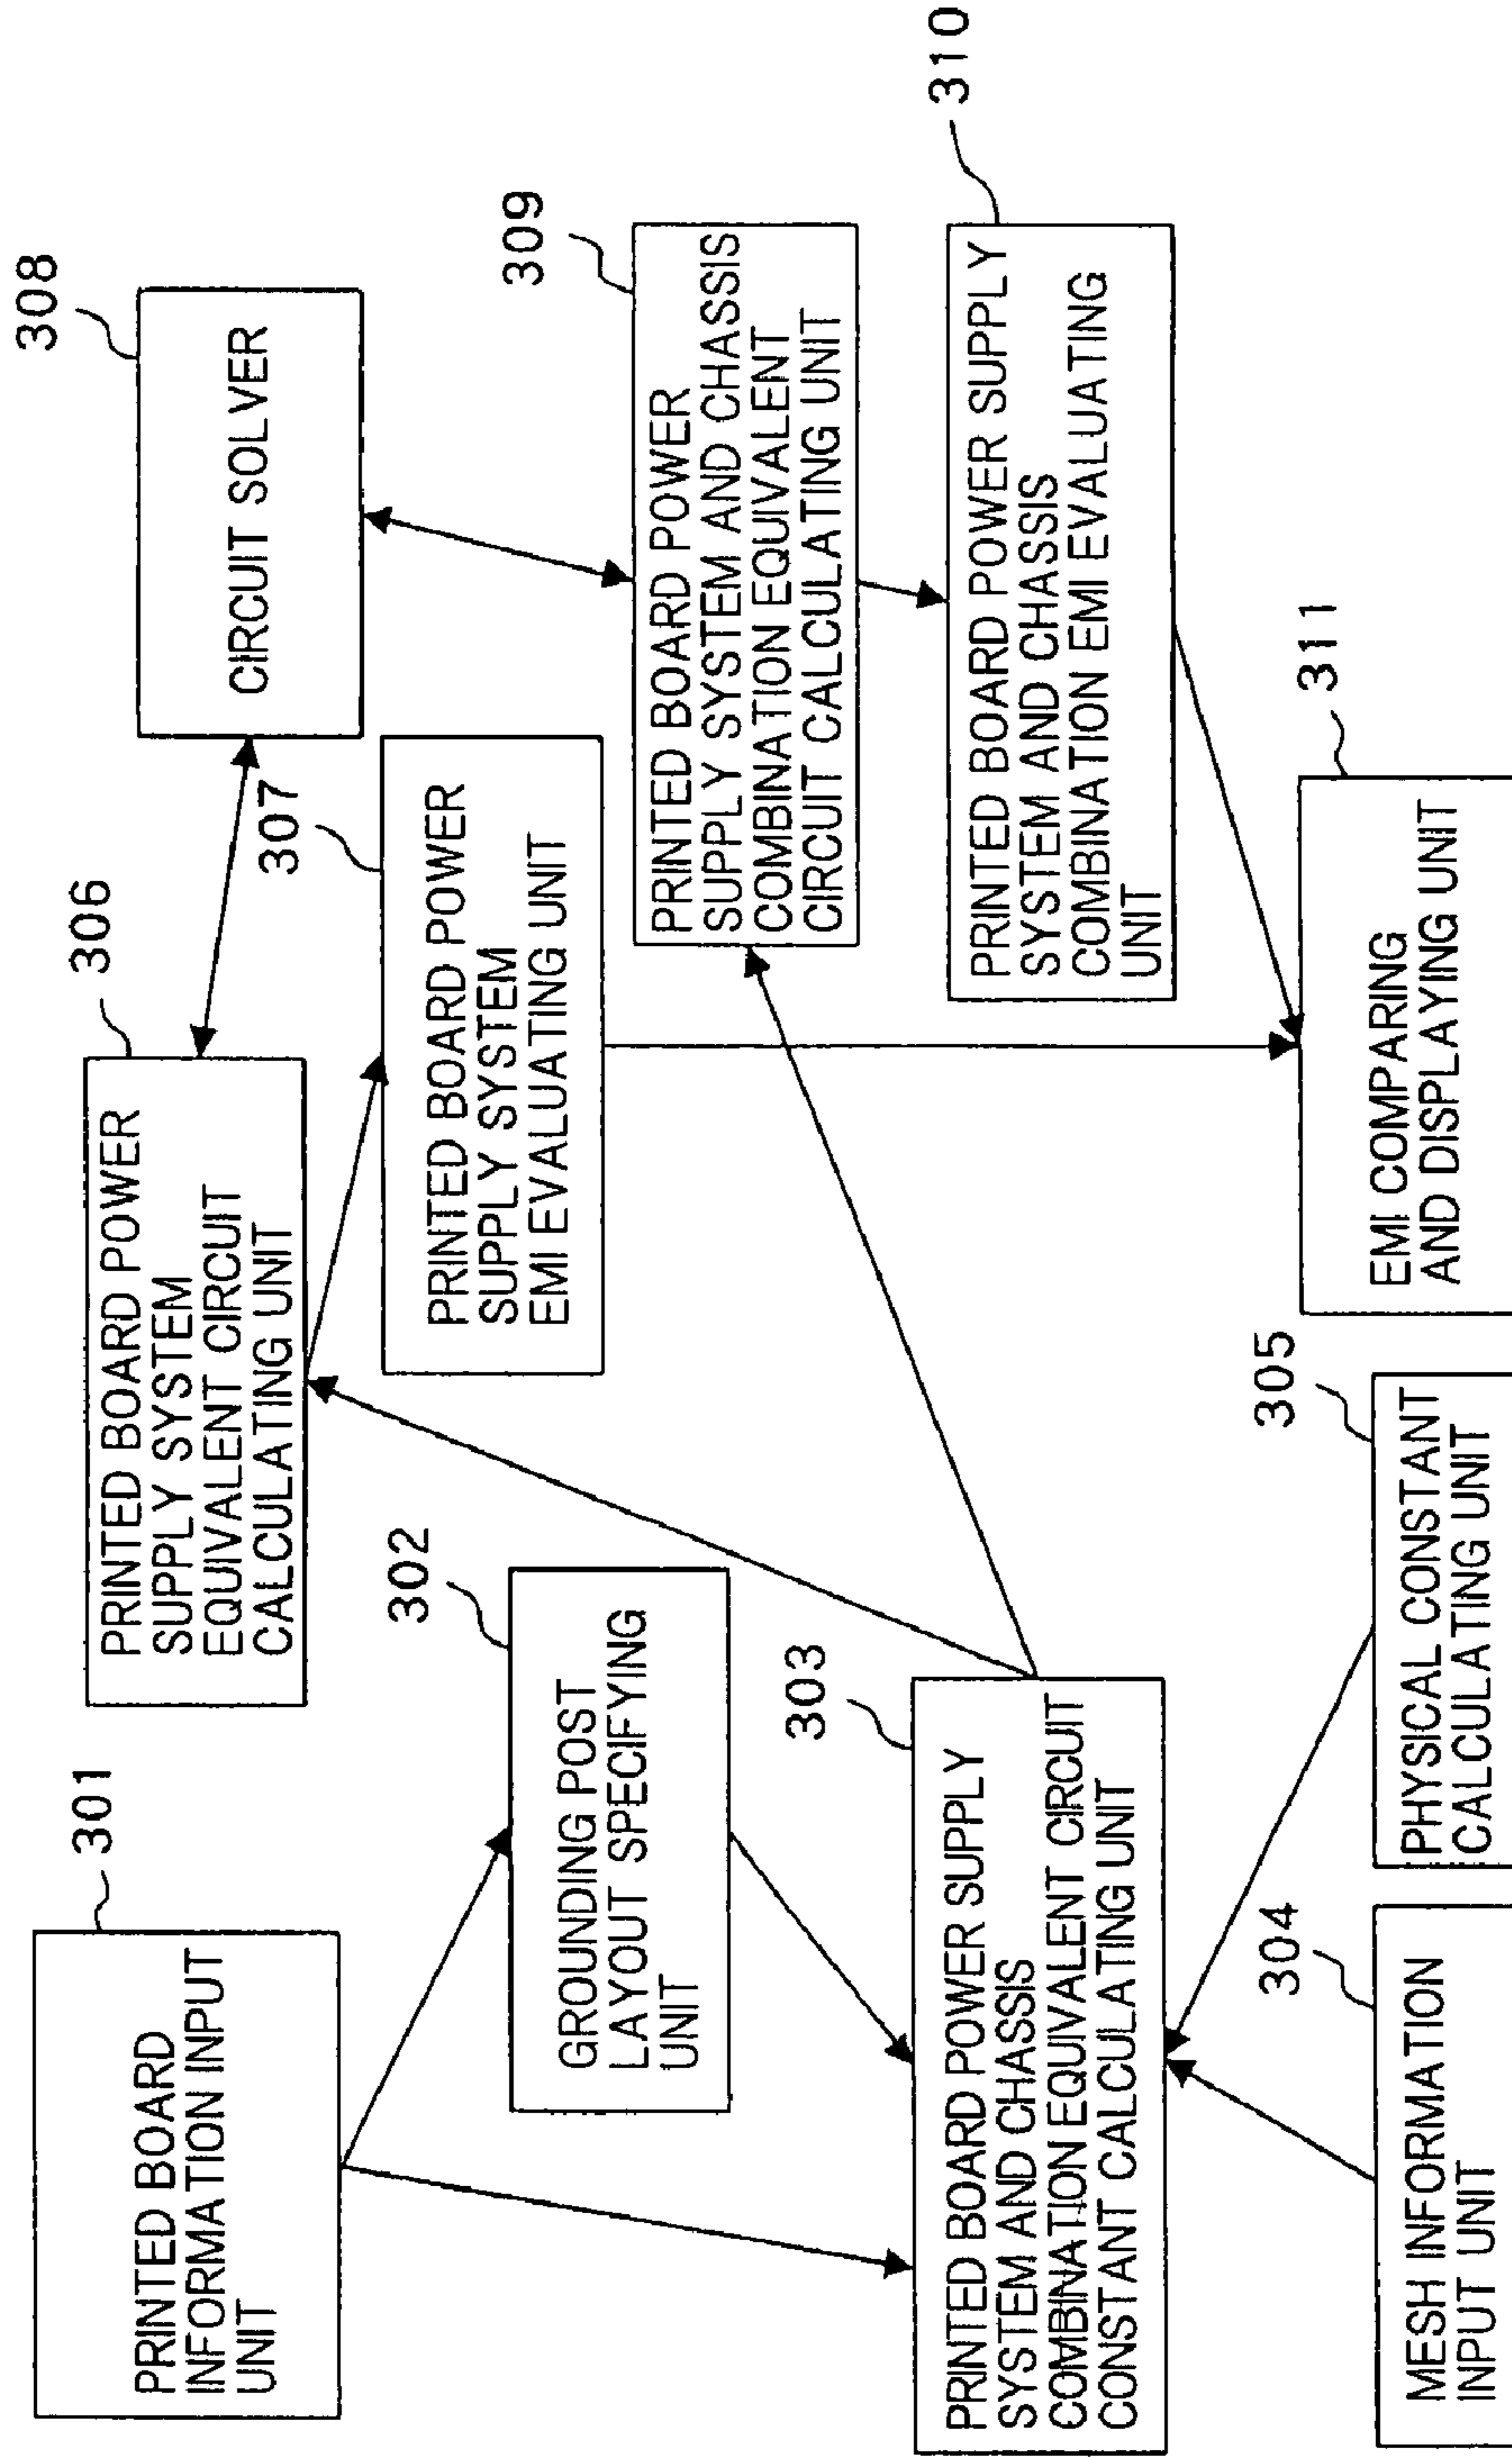 301
PRINTED BOARD
INFORMATION INPUT
UNIT
302
GROUNDING POST
LAYOUT SPECIFYING
UNIT
303
PRINTED BOARD POWER SUPPLY
SYSTEM AND CHASSIS
COMBINATION EQUIVALENT CIRCUIT
CONSTANT CALCULATING UNIT
304
MESH INFORMATION
INPUT UNIT
305
PHYSICAL CONSTANT
CALCULATING UNIT
306
PRINTED BOARD POWER
SUPPLY SYSTEM
EQUIVALENT CIRCUIT
CALCULATING UNIT
307
PRINTED BOARD POWER
SUPPLY SYSTEM
EMI EVALUATING UNIT
308
CIRCUIT SOLVER
309
PRINTED BOARD POWER
SUPPLY SYSTEM AND CHASSIS
COMBINATION EQUIVALENT
CIRCUIT CALCULATING UNIT
310
PRINTED BOARD POWER SUPPLY
SYSTEM AND CHASSIS
COMBINATION EMI EVALUATING
UNIT
311
EMI COMPARING
AND DISPLAYING UNIT